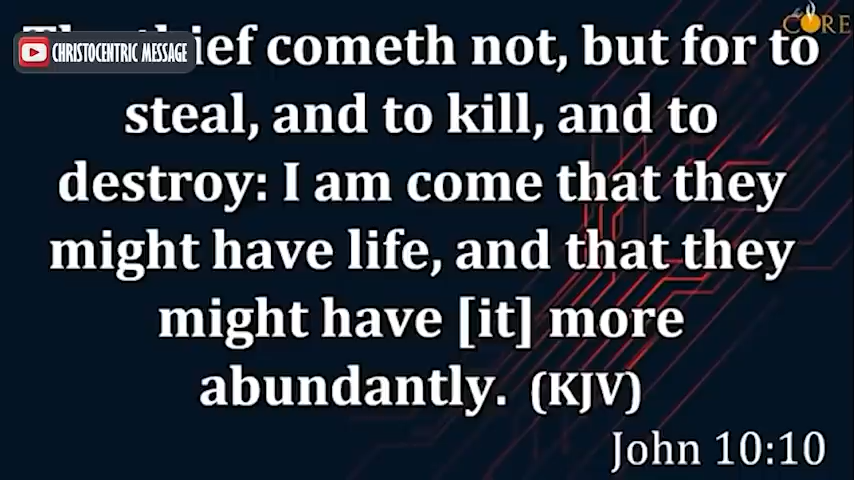 CORE
CHRISTOCENTRIC MESSAGE
cometh not, but for to
steal, and to kill, and to
destroy: I am come that they
might have life, and that they
might have [it] more
abundantly. (KJV)
John 10:10